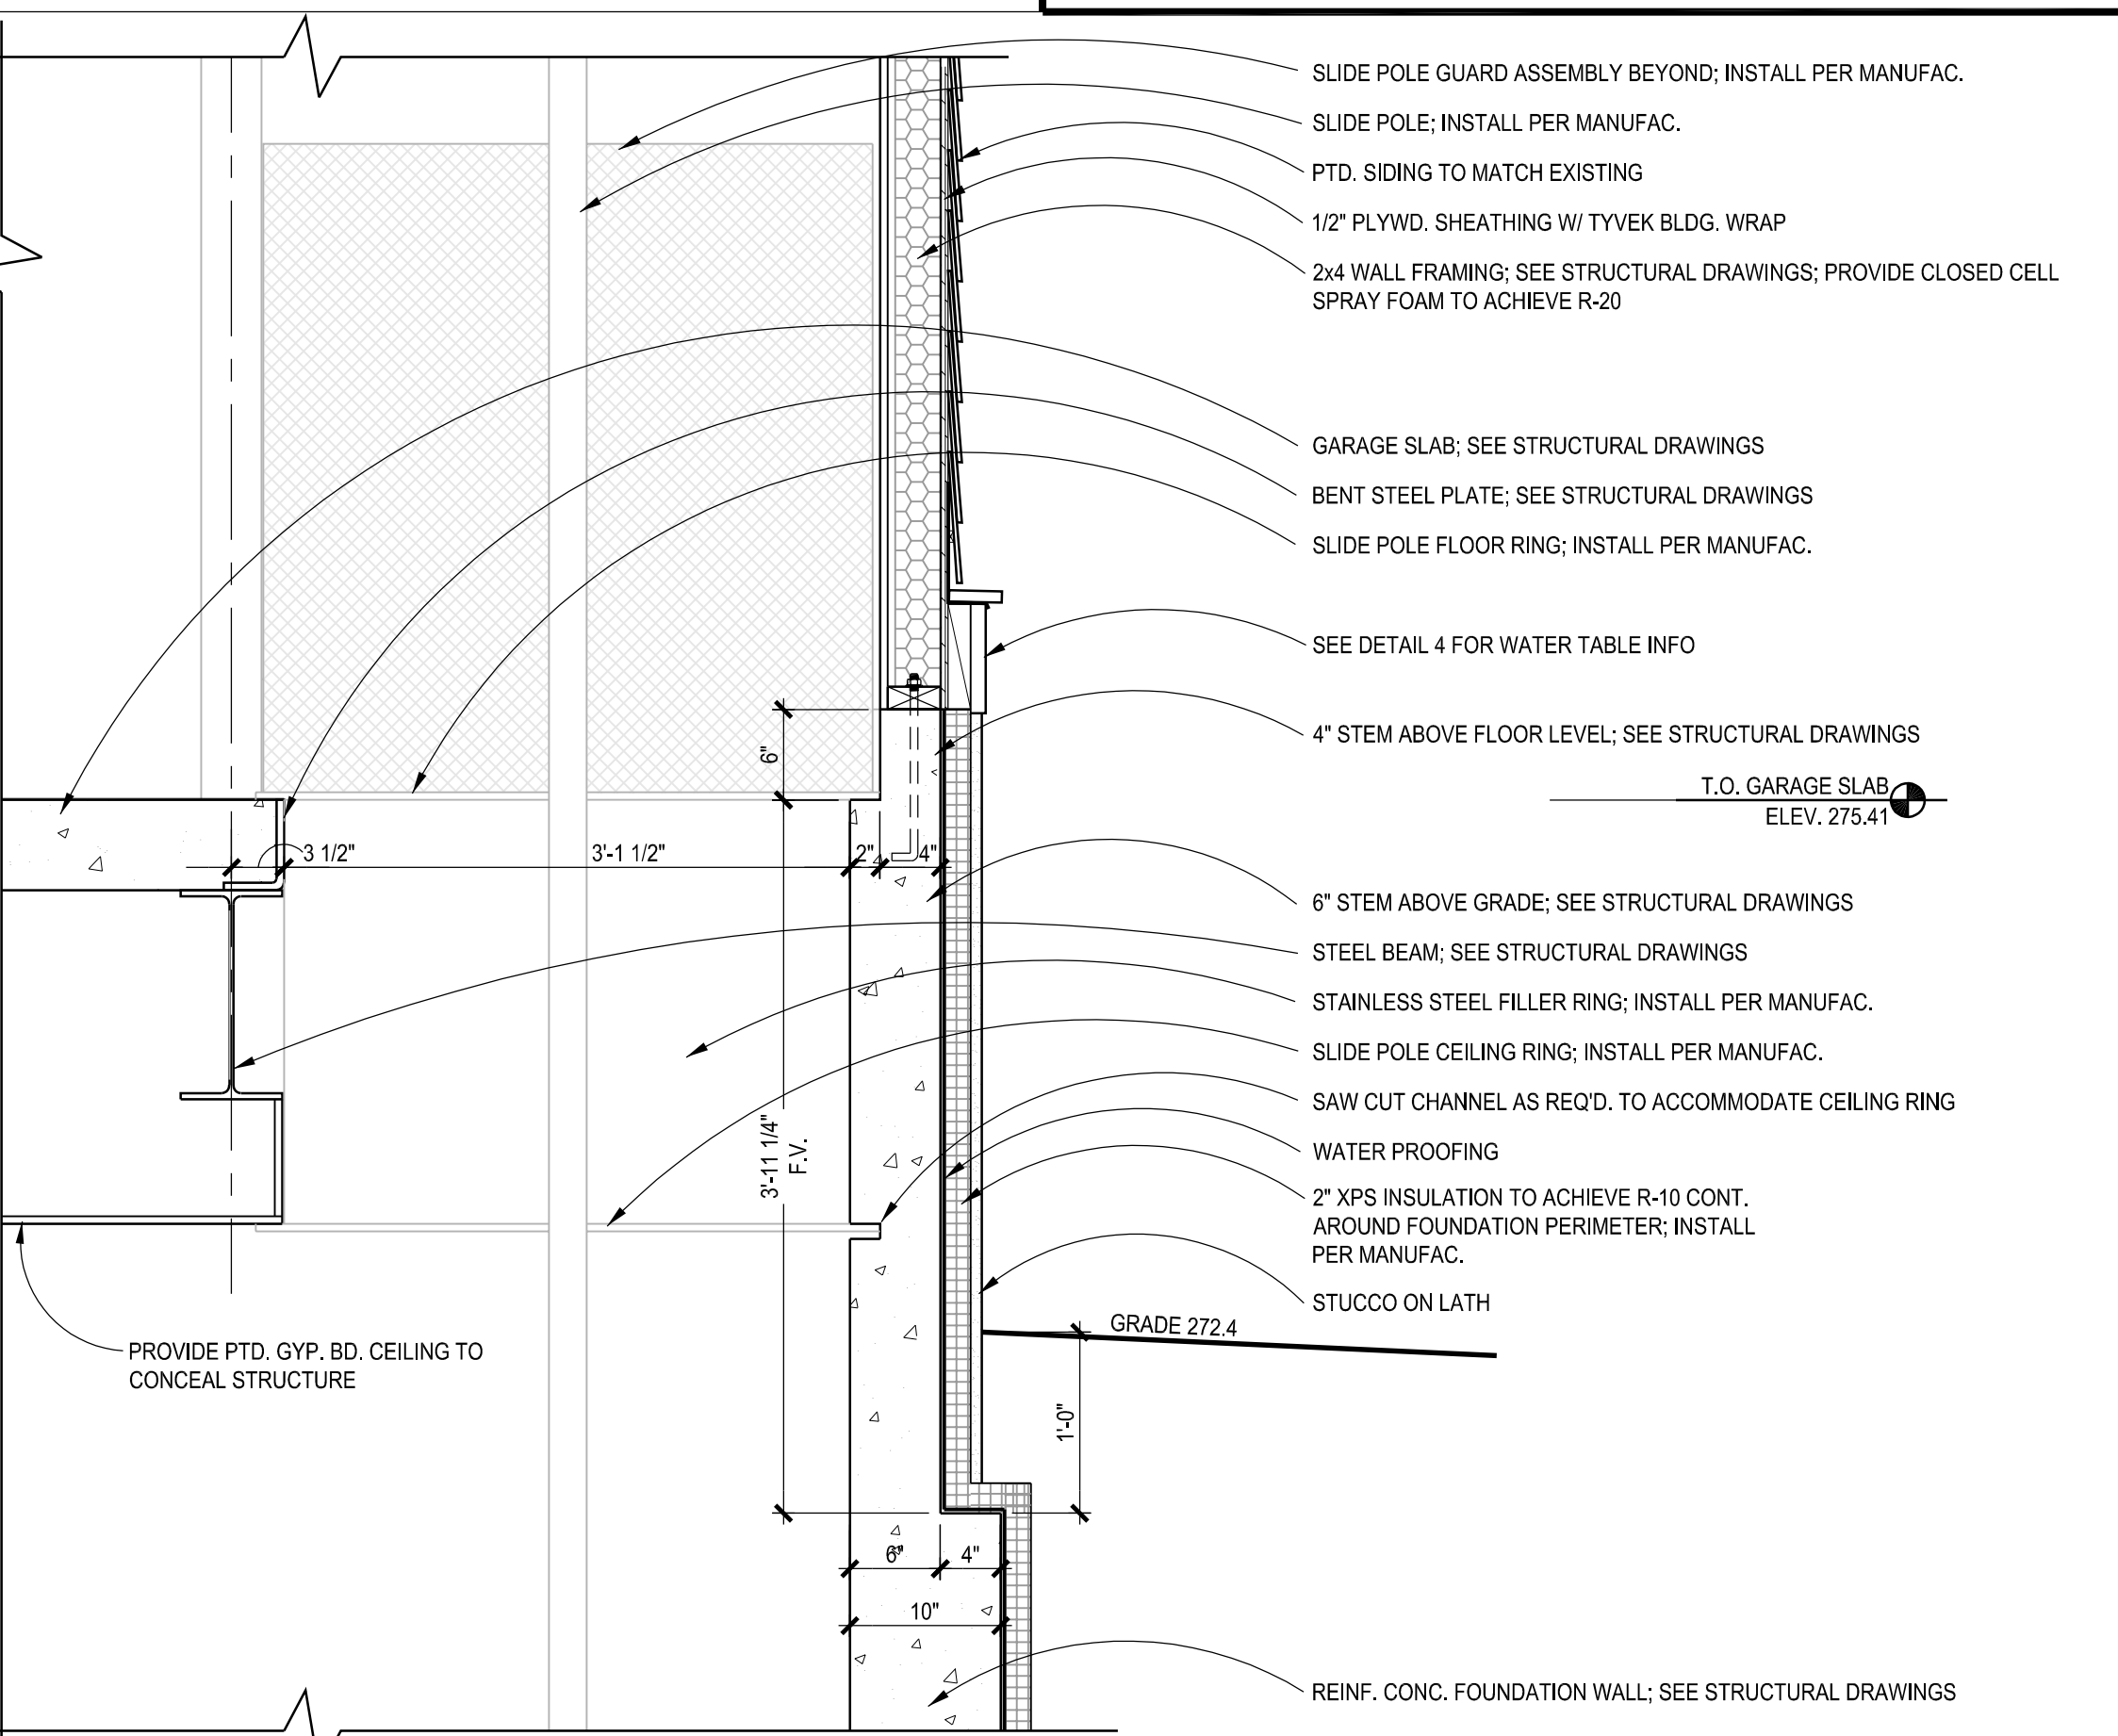 SLIDE POLE GUARD ASSEMBLY BEYOND; INSTALL PER MANUFAC.
SLIDE POLE; INSTALL PER MANUFAC.
PTD. SIDING TO MATCH EXISTING
1/2" PLYWD. SHEATHING W/ TYVEK BLDG. WRAP
2x4 WALL FRAMING; SEE STRUCTURAL DRAWINGS; PROVIDE CLOSED CELL
SPRAY FOAM TO ACHIEVE R-20
GARAGE SLAB; SEE STRUCTURAL DRAWINGS
BENT STEEL PLATE; SEE STRUCTURAL DRAWINGS
SLIDE POLE FLOOR RING; INSTALL PER MANUFAC.
SEE DETAIL 4 FOR WATER TABLE INFO
4" STEM ABOVE FLOOR LEVEL; SEE STRUCTURAL DRAWINGS
6"
T.O. GARAGE SLAB
ELEV. 275.41
3 1/2"
3'-1 1/2"
2"
4"
6" STEM ABOVE GRADE; SEE STRUCTURAL DRAWINGS
STEEL BEAM; SEE STRUCTURAL DRAWINGS
STAINLESS STEEL FILLER RING; INSTALL PER MANUFAC.
SLIDE POLE CEILING RING; INSTALL PER MANUFAC.
SAW CUT CHANNEL AS REQ'D. TO ACCOMMODATE CEILING RING
WATER PROOFING
3'-11 1/4"
F.V.
2" XPS INSULATION TO ACHIEVE R-10 CONT.
AROUND FOUNDATION PERIMETER; INSTALL
PER MANUFAC.
STUCCO ON LATH
GRADE 272.4
PROVIDE PTD. GYP. BD. CEILING TO
CONCEAL STRUCTURE
1'-0"
6"
4"
10"
REINF. CONC. FOUNDATION WALL; SEE STRUCTURAL DRAWINGS